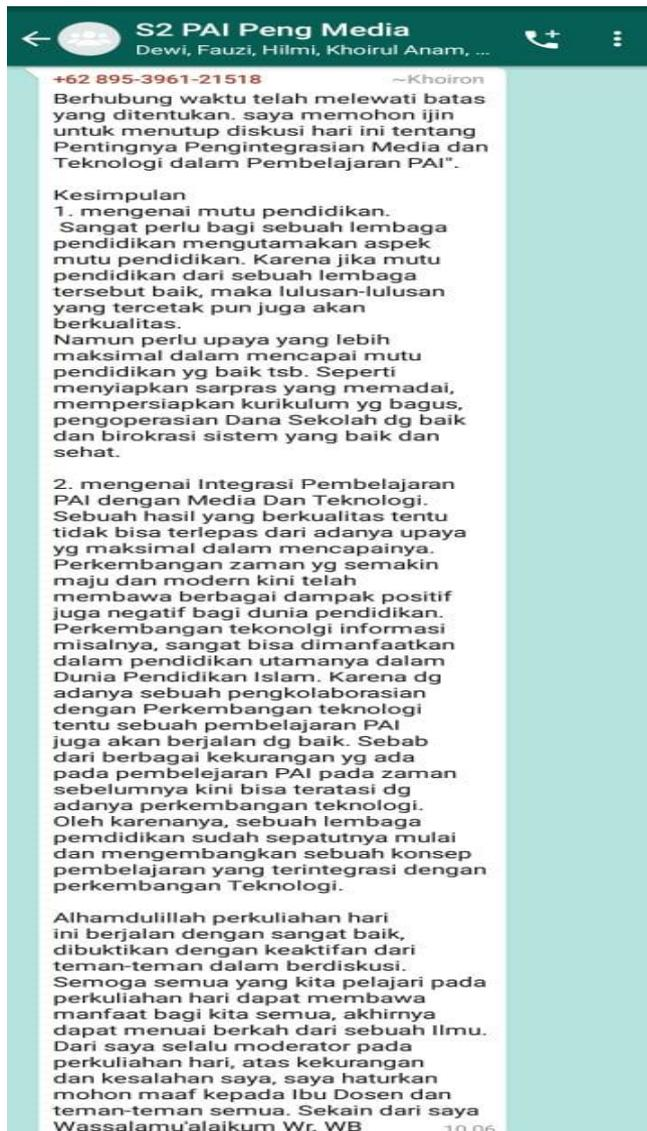 S2 PAI Peng Media
Dewi, Fauzi, Hilmi, Khoirul Anam, ...
+62 895-3961-21518 ~Khoiron
Berhubung waktu telah melewati batas
yang ditentukan. saya memohon ijin
untuk menutup diskusi hari ini tentang
Pentingnya Pengintegrasian Media dan
Teknologi dalam Pembelajaran PAI".
Kesimpulan
1. mengenai mutu pendidikan.
Sangat perlu bagi sebuah lembaga
pendidikan mengutamakan aspek
mutu pendidikan. Karena jika mutu
pendidikan dari sebuah lembaga
tersebut baik, maka lulusan-lulusan
yang tercetak pun juga akan
berkualitas.
Namun perlu upaya yang lebih
maksimal dalam mencapai mutu
pendidikan yg baik tsb. Seperti
menyiapkan sarpras yang memadai,
mempersiapkan kurikulum yg bagus,
pengoperasian Dana Sekolah dg baik
dan birokrasi sistem yang baik dan
sehat.
2. mengenai Integrasi Pembelajaran
PAI dengan Media Dan Teknologi.
Sebuah hasil yang berkualitas tentu
tidak bisa terlepas dari adanya upaya
yg maksimal dalam mencapainya.
Perkembangan zaman yg semakin
maju dan modern kini telah
membawa berbagai dampak positif
juga negatif bagi dunia pendidikan.
Perkembangan tekonolgi informasi
misalnya, sangat bisa dimanfaatkan
dalam pendidikan utamanya dalam
Dunia Pendidikan Islam. Karena dg
adanya sebuah pengkolaborasian
dengan Perkembangan teknologi
tentu sebuah pembelajaran PAI
juga akan berjalan dg baik. Sebab
dari berbagai kekurangan yg ada
pada pembelejaran PAI pada zaman
sebelumnya kini bisa teratasi dg
adanya perkembangan teknologi.
Oleh karenanya, sebuah lembaga
pemdidikan sudah sepatutnya mulai
dan mengembangkan sebuah konsep
pembelajaran yang terintegrasi dengan
perkembangan Teknologi.
Alhamdulillah perkuliahan hari
ini berjalan dengan sangat baik,
dibuktikan dengan keaktifan dari
teman-teman dalam berdiskusi.
Semoga semua yang kita pelajari pada
perkuliahan hari dapat membawa
manfaat bagi kita semua, akhirnya
dapat menuai berkah dari sebuah Ilmu.
Dari saya selalu moderator pada
perkuliahan hari, atas kekurangan
dan kesalahan saya, saya haturkan
mohon maaf kepada Ibu Dosen dan
teman-teman semua. Sekain dari saya
Wassalamu'alaikum Wr. WB 10.06